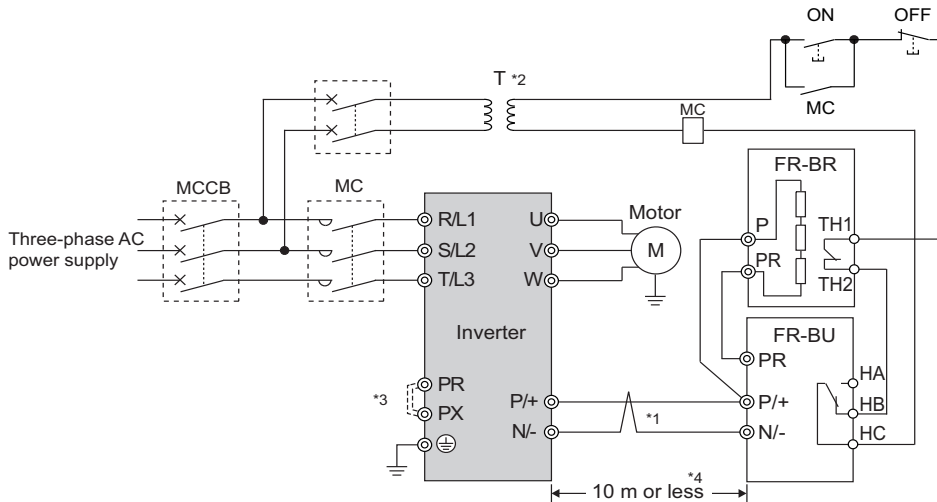 ON OFF
T *2
MC
MC
FR-BR
MCCB MC
Three-phase AC
power supply
R/L1 U
S/L2 V
T/L3 W
Motor
M
P TH1
PR TH2
Inverter
FR-BU
PR
PR
PX
*3
P/+
N/-
*1
P/+
N/-
HA
HB
HC
10 m or less *4